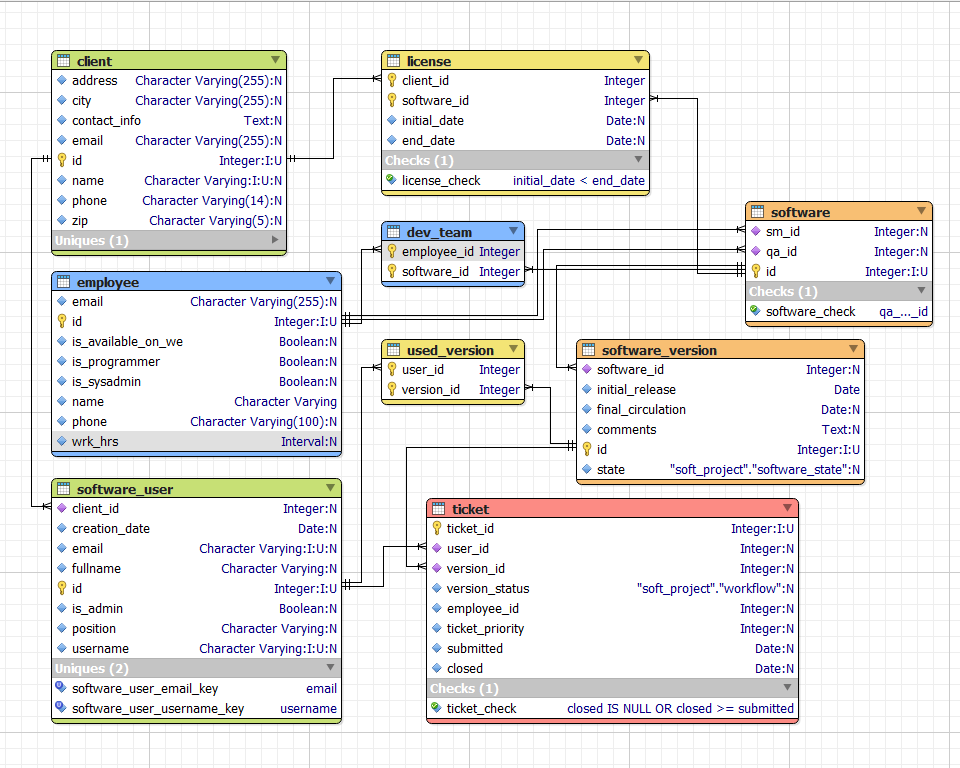 client
address Character Varying(255):N
city Character Varying(255):N
contact_info Text:N
email Character Varying(255):N
id Integer:I:U
name Character Varying:I:U:N
phone Character Varying(14):N
zip Character Varying(5):N
Uniques (1)
license
client_id Integer
software_id Integer
initial_date Date:N
end_date Date:N
Checks (1)
license_check initial_date < end_date
dev_team
employee_id Integer
software_id Integer
software
sm_id Integer:N
qa_id Integer:N
id Integer:I:U
Checks (1)
software_check qa_..._id
employee
email Character Varying(255):N
id Integer:I:U
is_available_on_we Boolean:N
is_programmer Boolean:N
is_sysadmin Boolean:N
name Character Varying
phone Character Varying(100):N
wrk_hrs Interval:N
used_version
user_id Integer
version_id Integer
software_version
software_id Integer:N
initial_release Date
final_circulation Date:N
comments Text:N
id Integer:I:U
state "soft_project"."software_state":N
software_user
client_id Integer:N
creation_date Date:N
email Character Varying:I:U:N
fullname Character Varying:N
id Integer:I:U
is_admin Boolean:N
position Character Varying:N
username Character Varying:I:U:N
Uniques (2)
software_user_email_key email
software_user_username_key username
ticket
ticket_id Integer:I:U
user_id Integer:N
version_id Integer:N
version_status "soft_project"."workflow":N
employee_id Integer:N
ticket_priority Integer:N
submitted Date:N
closed Date:N
Checks (1)
ticket_check closed IS NULL OR closed >= submitted